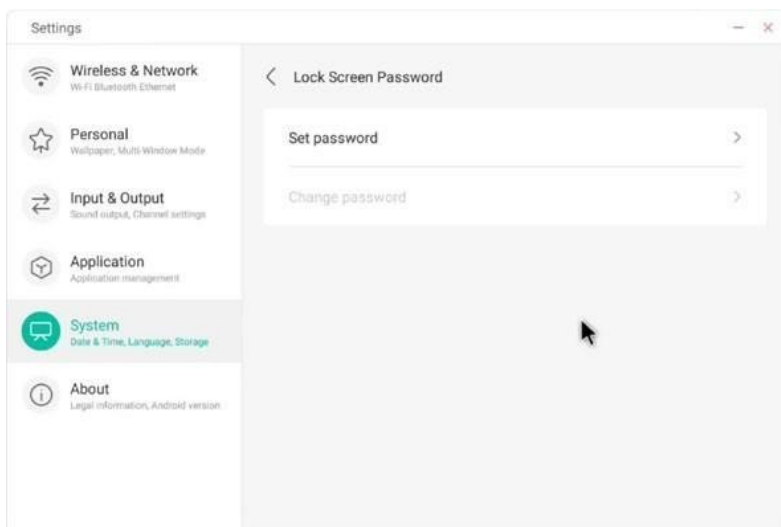 Settings
Wireless & Network
Wi-Fi Bluetooth Ethernet
Personal
Wallpaper, Multi-Window Mode
Input & Output
Sound output, Channel settings
Application
Application management
System
Date & Time, Language, Storage
About
Legal information, Android version
Lock Screen Password
Set password
Change password